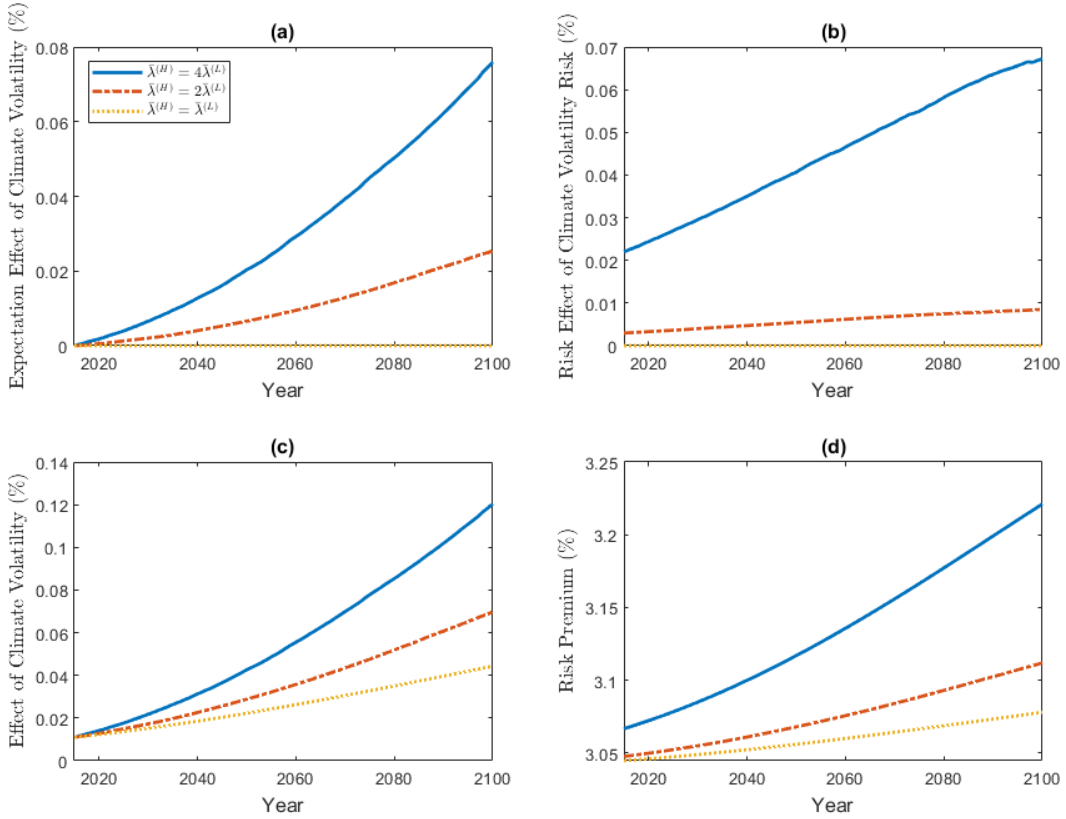 (a)
Expectation Effect of Climate Volatility (%)
0.08
0.06
0.04
0.02
0
λ̄^(H) = 4λ̄^(L)
λ̄^(H) = 2λ̄^(L)
λ̄^(H) = λ̄^(L)
2020 2040 2060 2080 2100
Year
(b)
Risk Effect of Climate Volatility Risk (%)
0.07
0.06
0.05
0.04
0.03
0.02
0.01
0
2020 2040 2060 2080 2100
Year
(c)
Effect of Climate Volatility (%)
0.14
0.12
0.1
0.08
0.06
0.04
0.02
0
2020 2040 2060 2080 2100
Year
(d)
Risk Premium (%)
3.25
3.2
3.15
3.1
3.05
2020 2040 2060 2080 2100
Year